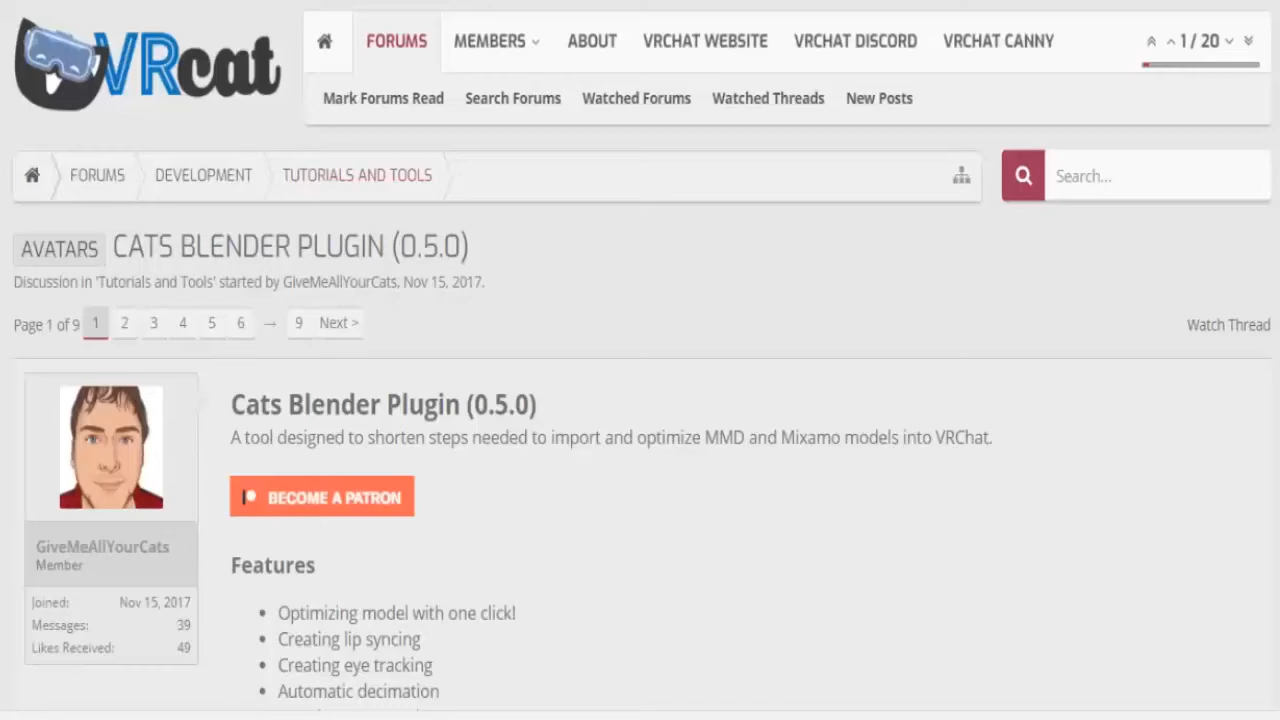 VRcat
FORUMS MEMBERS ABOUT VRCHAT WEBSITE VRCHAT DISCORD VRCHAT CANNY 1 / 20
Mark Forums Read Search Forums Watched Forums Watched Threads New Posts
FORUMS DEVELOPMENT TUTORIALS AND TOOLS Search...
AVATARS CATS BLENDER PLUGIN (0.5.0)
Discussion in 'Tutorials and Tools' started by GiveMeAllYourCats, Nov 15, 2017.
Page 1 of 9 1 2 3 4 5 6 → 9 Next > Watch Thread
Cats Blender Plugin (0.5.0)
A tool designed to shorten steps needed to import and optimize MMD and Mixamo models into VRChat.
BECOME A PATRON
GiveMeAllYourCats
Member
Joined: Nov 15, 2017
Messages: 39
Likes Received: 49
Features
• Optimizing model with one click!
• Creating lip syncing
• Creating eye tracking
• Automatic decimation